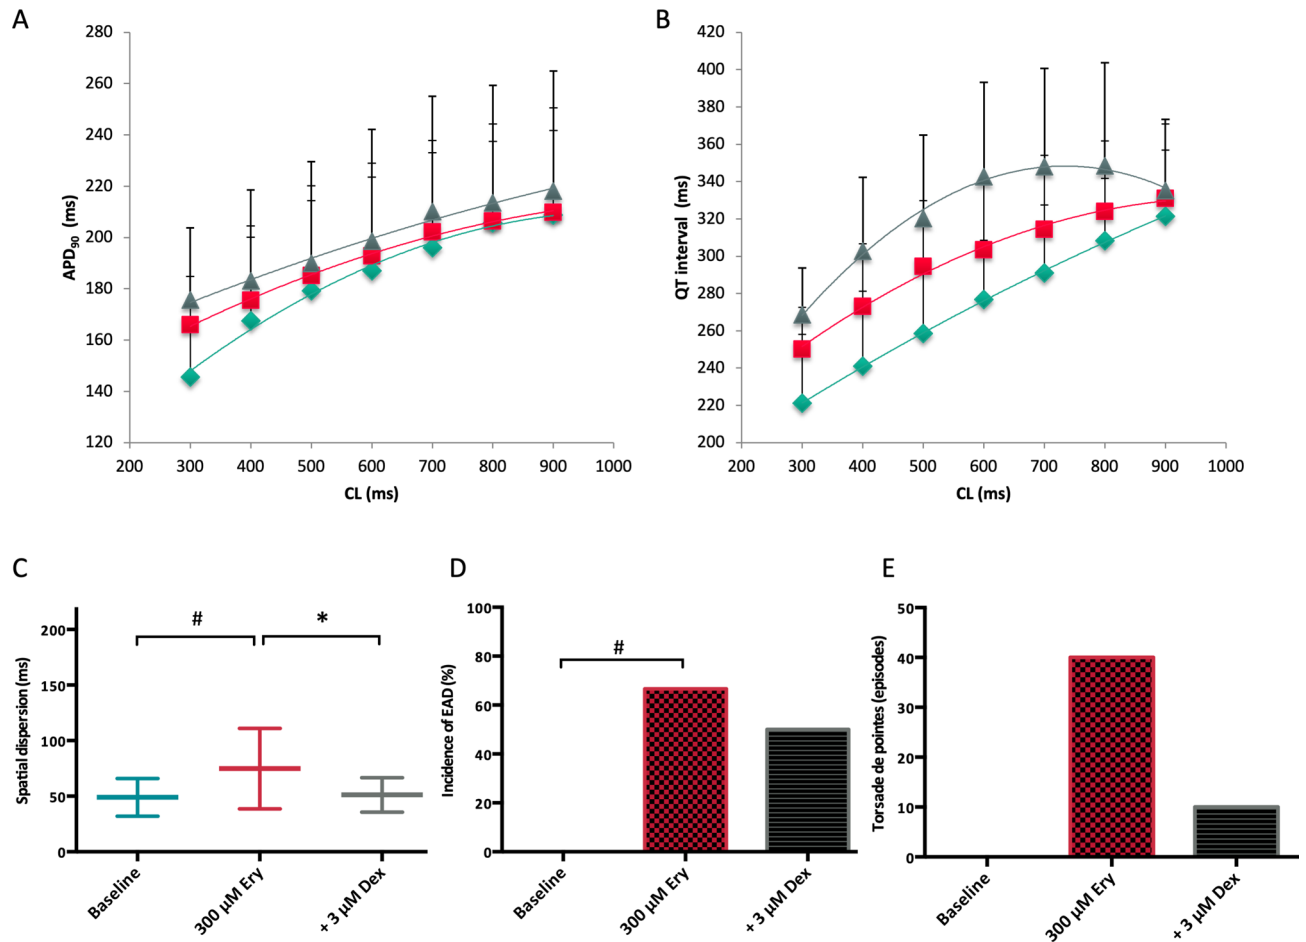 A
280
260
240
220
200
180
160
140
120
APD90 (ms)
200 300 400 500 600 700 800 900 1000
CL (ms)
B
420
400
380
360
340
320
300
280
260
240
220
200
QT interval (ms)
200 300 400 500 600 700 800 900 1000
CL (ms)
C
200
150
100
50
0
Spatial dispersion (ms)
# *
Baseline 300 µM Ery + 3 µM Dex
D
100
80
60
40
20
0
Incidence of EAD (%)
#
Baseline 300 µM Ery + 3 µM Dex
E
50
40
30
20
10
0
Torsade de pointes (episodes)
Baseline 300 µM Ery + 3 µM Dex